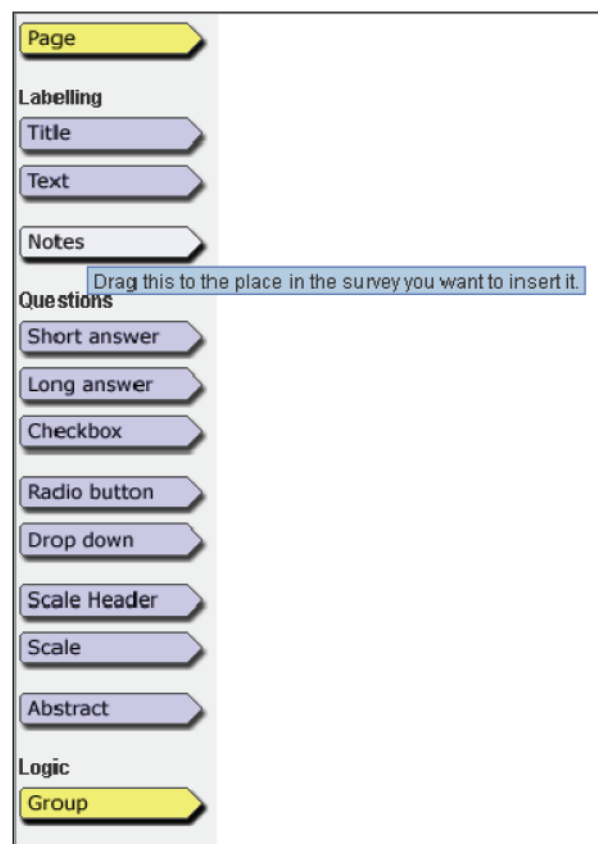 Page
Labelling
Title
Text
Notes
Drag this to the place in the survey you want to insert it.
Questions
Short answer
Long answer
Checkbox
Radio button
Drop down
Scale Header
Scale
Abstract
Logic
Group